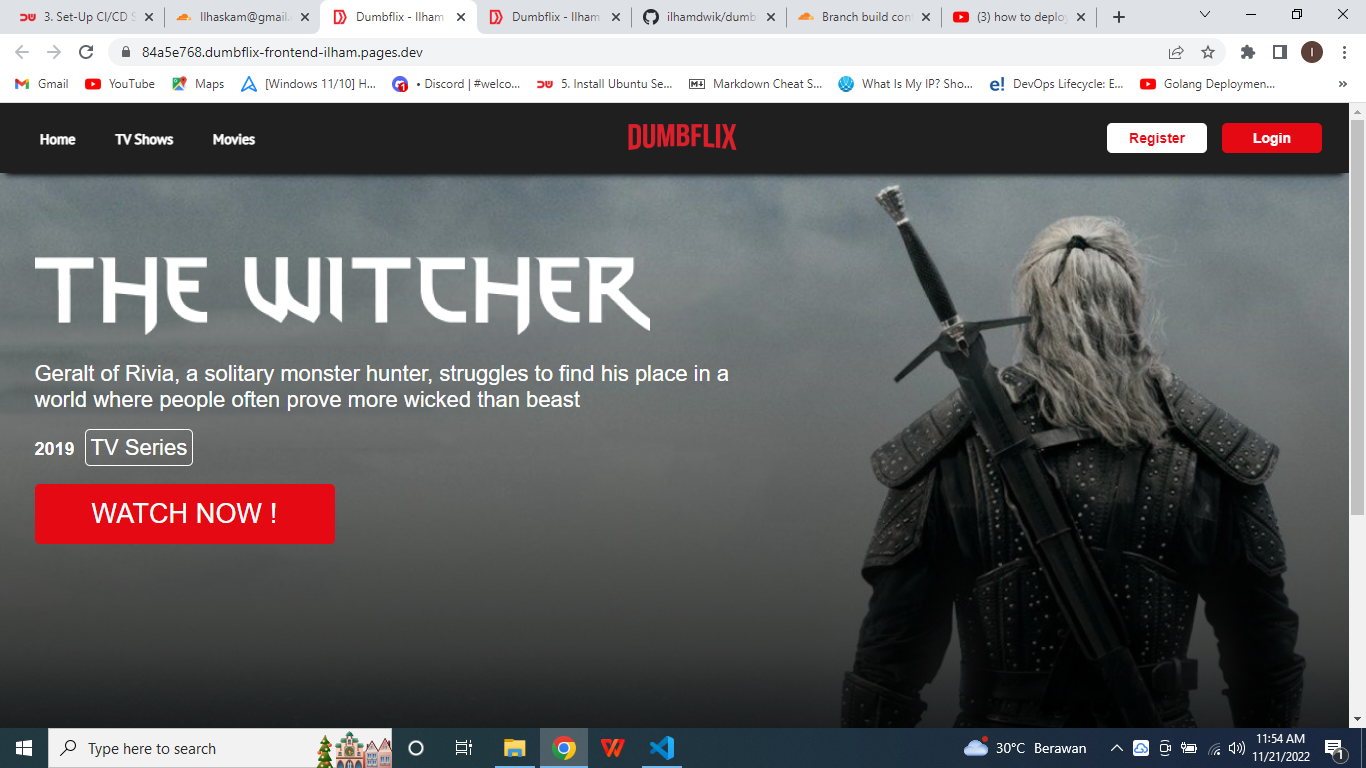 3. Set-Up CI/CD S
Ilhaskam@gmail.
Dumbflix - Ilham
Dumbflix - Ilham
ilhamdwik/dumb
Branch build con
(3) how to deploy
84a5e768.dumbflix-frontend-ilham.pages.dev
I
Gmail
YouTube
Maps
[Windows 11/10] H...
• Discord | #welco...
5. Install Ubuntu Se...
Markdown Cheat S...
What Is My IP? Sho...
DevOps Lifecycle: E...
Golang Deploymen...
Home
TV Shows
Movies
DUMBFLIX
Register
Login
THE WITCHER
Geralt of Rivia, a solitary monster hunter, struggles to find his place in a
world where people often prove more wicked than beast
2019 TV Series
WATCH NOW !
Type here to search
30°C Berawan
11:54 AM
11/21/2022
1